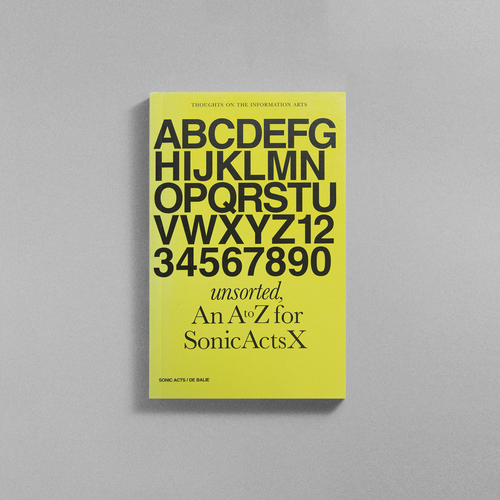 THOUGHTS ON THE INFORMATION ARTS
ABCDEFG
HIJKLMN
OPQRSTU
VWXYZ12
34567890
unsorted,
An A to Z for
SonicActsX
SONIC ACTS / DE BALIE